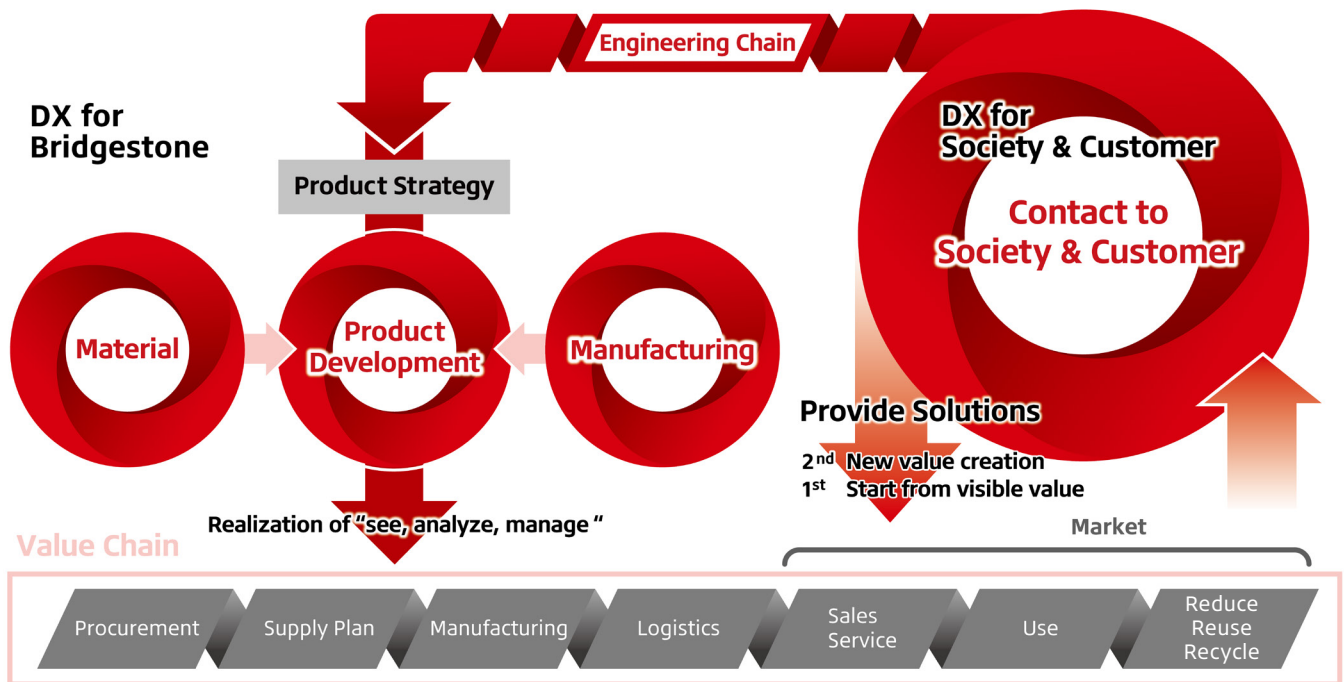 Engineering Chain
DX for
Bridgestone
DX for
Society & Customer
Product Strategy
Contact to
Society & Customer
Material
Product
Development
Manufacturing
Provide Solutions
2nd New value creation
1st Start from visible value
Realization of “see, analyze, manage “
Market
Value Chain
Procurement
Supply Plan
Manufacturing
Logistics
Sales
Service
Use
Reduce
Reuse
Recycle